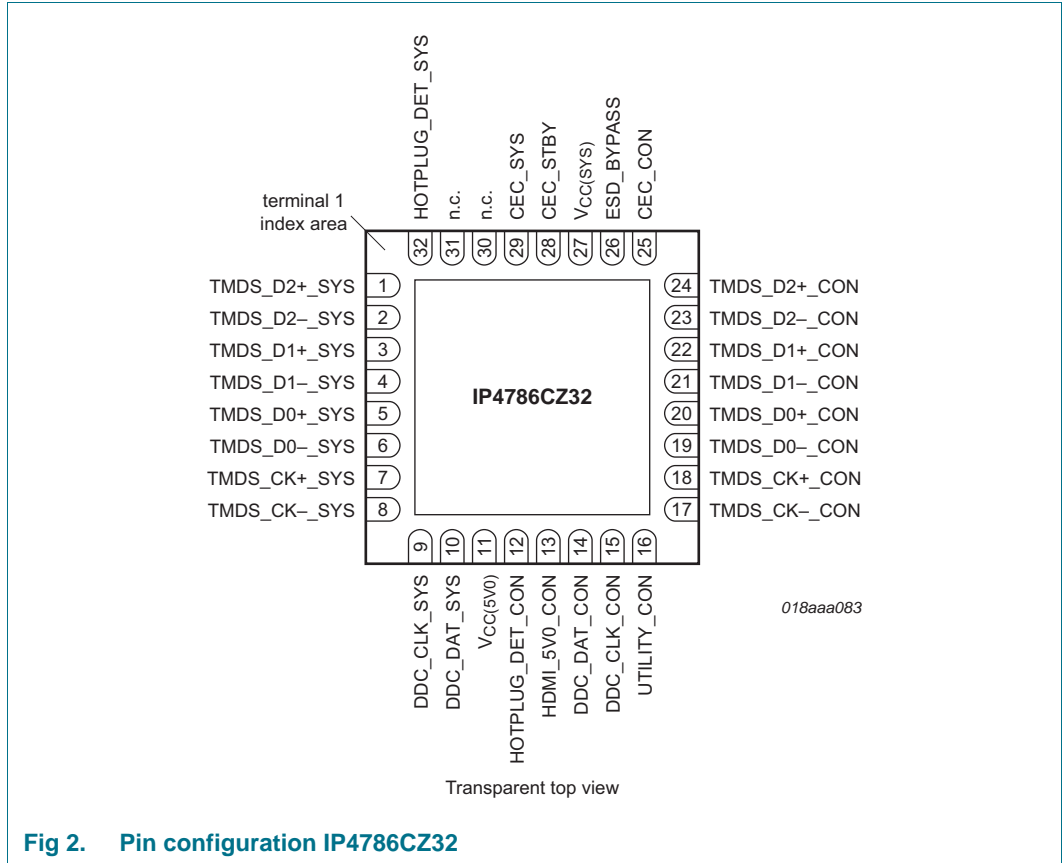 HOTPLUG_DET_SYS
n.c.
n.c.
CEC_SYS
CEC_STBY
VCC(SYS)
ESD_BYPASS
CEC_CON
terminal 1
index area
32 31 30 29 28 27 26 25
TMDS_D2+_SYS 1 24 TMDS_D2+_CON
TMDS_D2–_SYS 2 23 TMDS_D2–_CON
TMDS_D1+_SYS 3 22 TMDS_D1+_CON
TMDS_D1–_SYS 4 21 TMDS_D1–_CON
IP4786CZ32
TMDS_D0+_SYS 5 20 TMDS_D0+_CON
TMDS_D0–_SYS 6 19 TMDS_D0–_CON
TMDS_CK+_SYS 7 18 TMDS_CK+_CON
TMDS_CK–_SYS 8 17 TMDS_CK–_CON
9 10 11 12 13 14 15 16
DDC_CLK_SYS
DDC_DAT_SYS
VCC(5V0)
HOTPLUG_DET_CON
HDMI_5V0_CON
DDC_DAT_CON
DDC_CLK_CON
UTILITY_CON
018aaa083
Transparent top view
Fig 2. Pin configuration IP4786CZ32